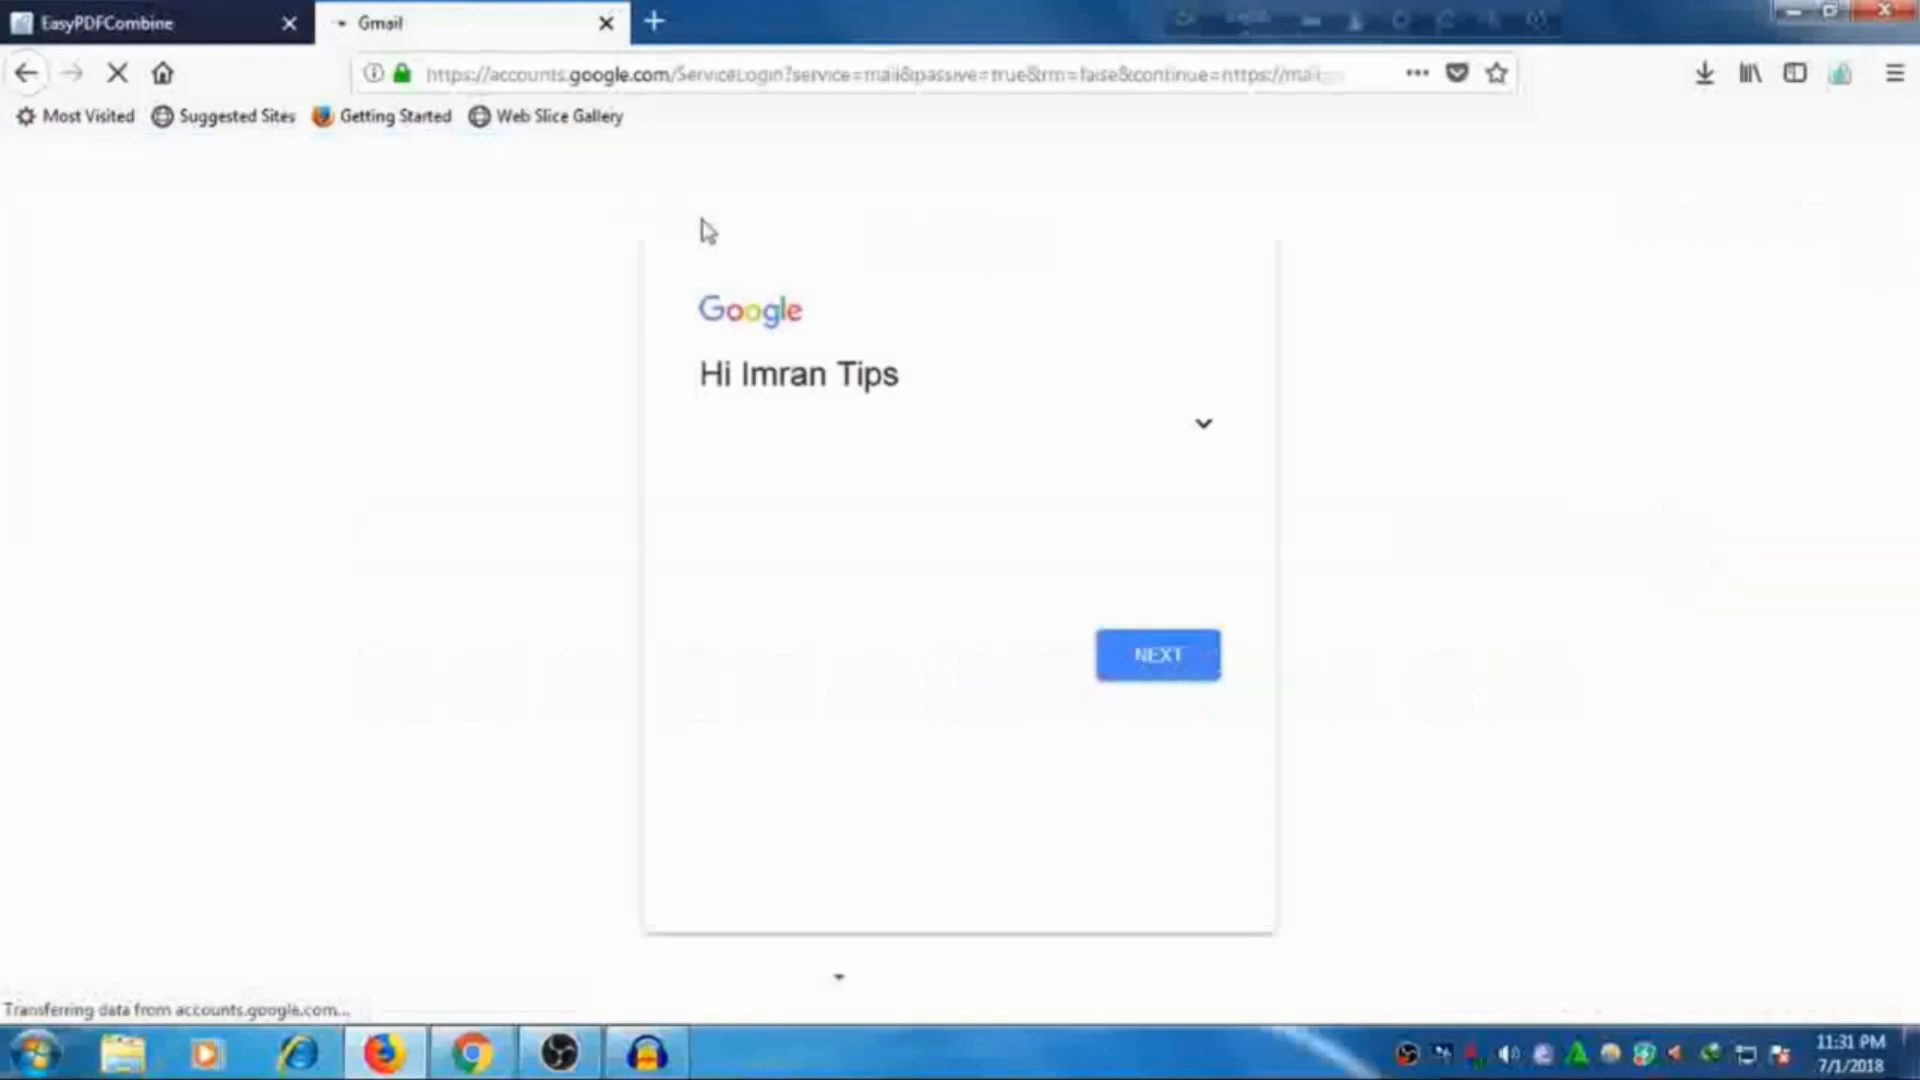 EasyPDFCombine
Gmail
https://accounts.google.com/ServiceLogin?service=mail&passive=true&rm=false&continue=https://mai
Most Visited
Suggested Sites
Getting Started
Web Slice Gallery
Google
Hi Imran Tips
NEXT
Transferring data from accounts.google.com...
11:31 PM
7/1/2018